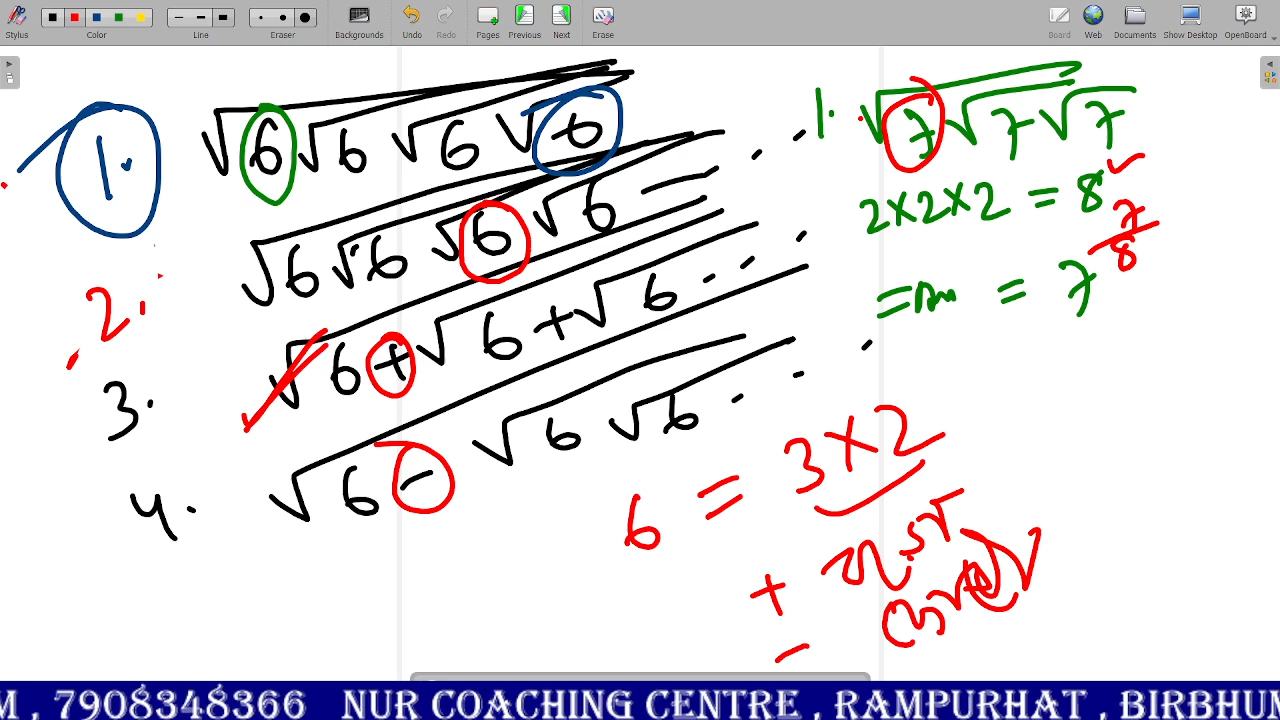 Stylus
Color
Line
Eraser
Backgrounds
Undo
Redo
Pages
Previous
Next
Erase
Board
Web
Documents
Show Desktop
OpenBoard
1. √6√6√6√6 . . .
2. √6√6√6√6 . . .
3. √6+√6+√6 . . .
4. √6-√6√6 . . .
1. √7√7√7
2×2×2 = 8
7/8
= Am = 7
6 = 3×2
+
-
M , 7908348366 NUR COACHING CENTRE , RAMPURHAT , BIRBHUM